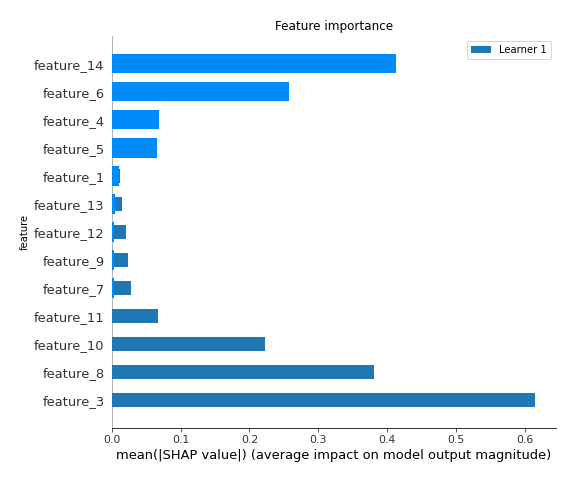 Feature importance
Learner 1
feature_14
feature_6
feature_4
feature_5
feature_1
feature_13
feature_12
feature_9
feature_7
feature_11
feature_10
feature_8
feature_3
feature
0.0 0.1 0.2 0.3 0.4 0.5 0.6
mean(|SHAP value|) (average impact on model output magnitude)